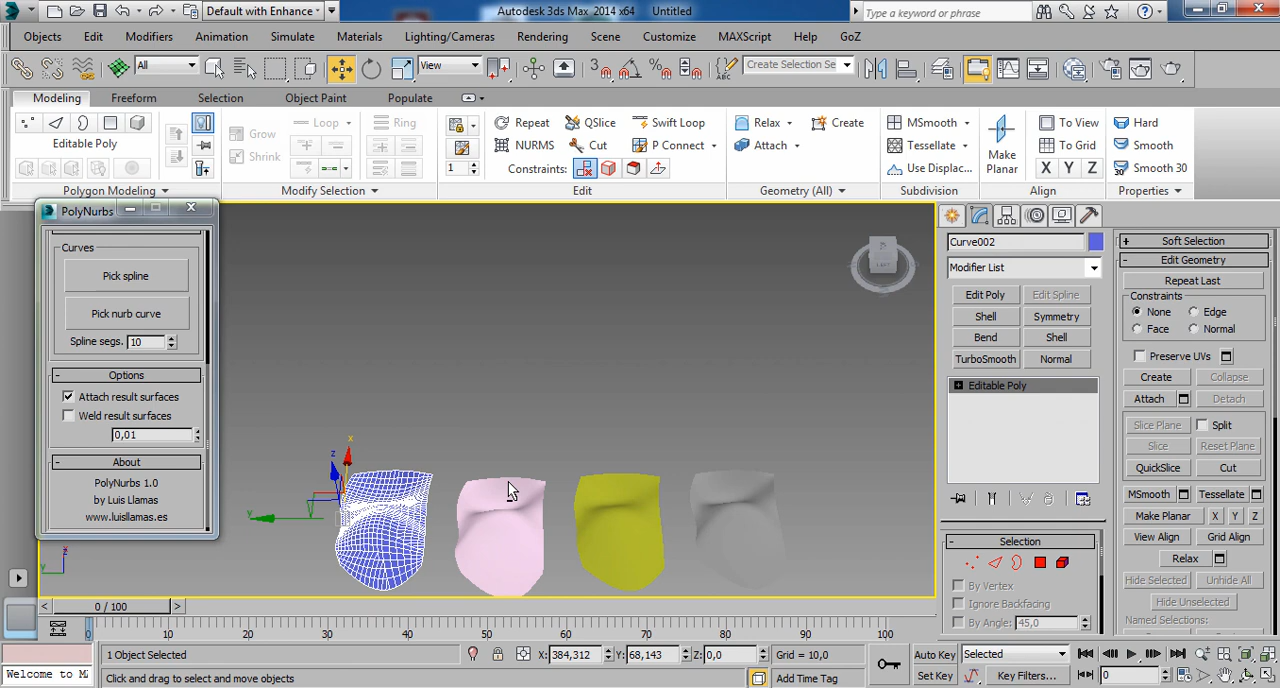 Default with Enhance
Autodesk 3ds Max  2014 x64     Untitled
Type a keyword or phrase
Objects Edit Modifiers Animation Simulate Materials Lighting/Cameras Rendering Scene Customize MAXScript Help GoZ
All View Create Selection Se
Modeling Freeform Selection Object Paint Populate
Editable Poly
Grow Loop Ring
Shrink
Repeat QSlice Swift Loop
NURMS Cut P Connect
1 Constraints:
Relax Create
Attach
MSmooth
Tessellate
Use Displac...
Make
Planar
To View
To Grid
X Y Z
Hard
Smooth
Smooth 30
Polygon Modeling Modify Selection Edit Geometry (All) Subdivision Align Properties
PolyNurbs
Curves
Pick spline
Pick nurb curve
Spline segs. 10
Options
Attach result surfaces
Weld result surfaces
0,01
About
PolyNurbs 1.0
by Luis Llamas
www.luisllamas.es
x
z
y
Curve002
Modifier List
Edit Poly Edit Spline
Shell Symmetry
Bend Shell
TurboSmooth Normal
Editable Poly
Selection
By Vertex
Ignore Backfacing
By Angle: 45,0
Soft Selection
Edit Geometry
Repeat Last
Constraints
None Edge
Face Normal
Preserve UVs
Create Collapse
Attach Detach
Slice Plane Split
Slice Reset Plane
QuickSlice Cut
MSmooth Tessellate
Make Planar X Y Z
View Align Grid Align
Relax
Hide Selected Unhide All
Hide Unselected
Named Selections:
0 / 100
0 10 20 30 40 50 60 70 80 90 100
1 Object Selected X: 384,312 Y: 68,143 Z: 0,0 Grid = 10,0 Auto Key Selected
Welcome to M Click and drag to select and move objects Add Time Tag Set Key Key Filters... 0